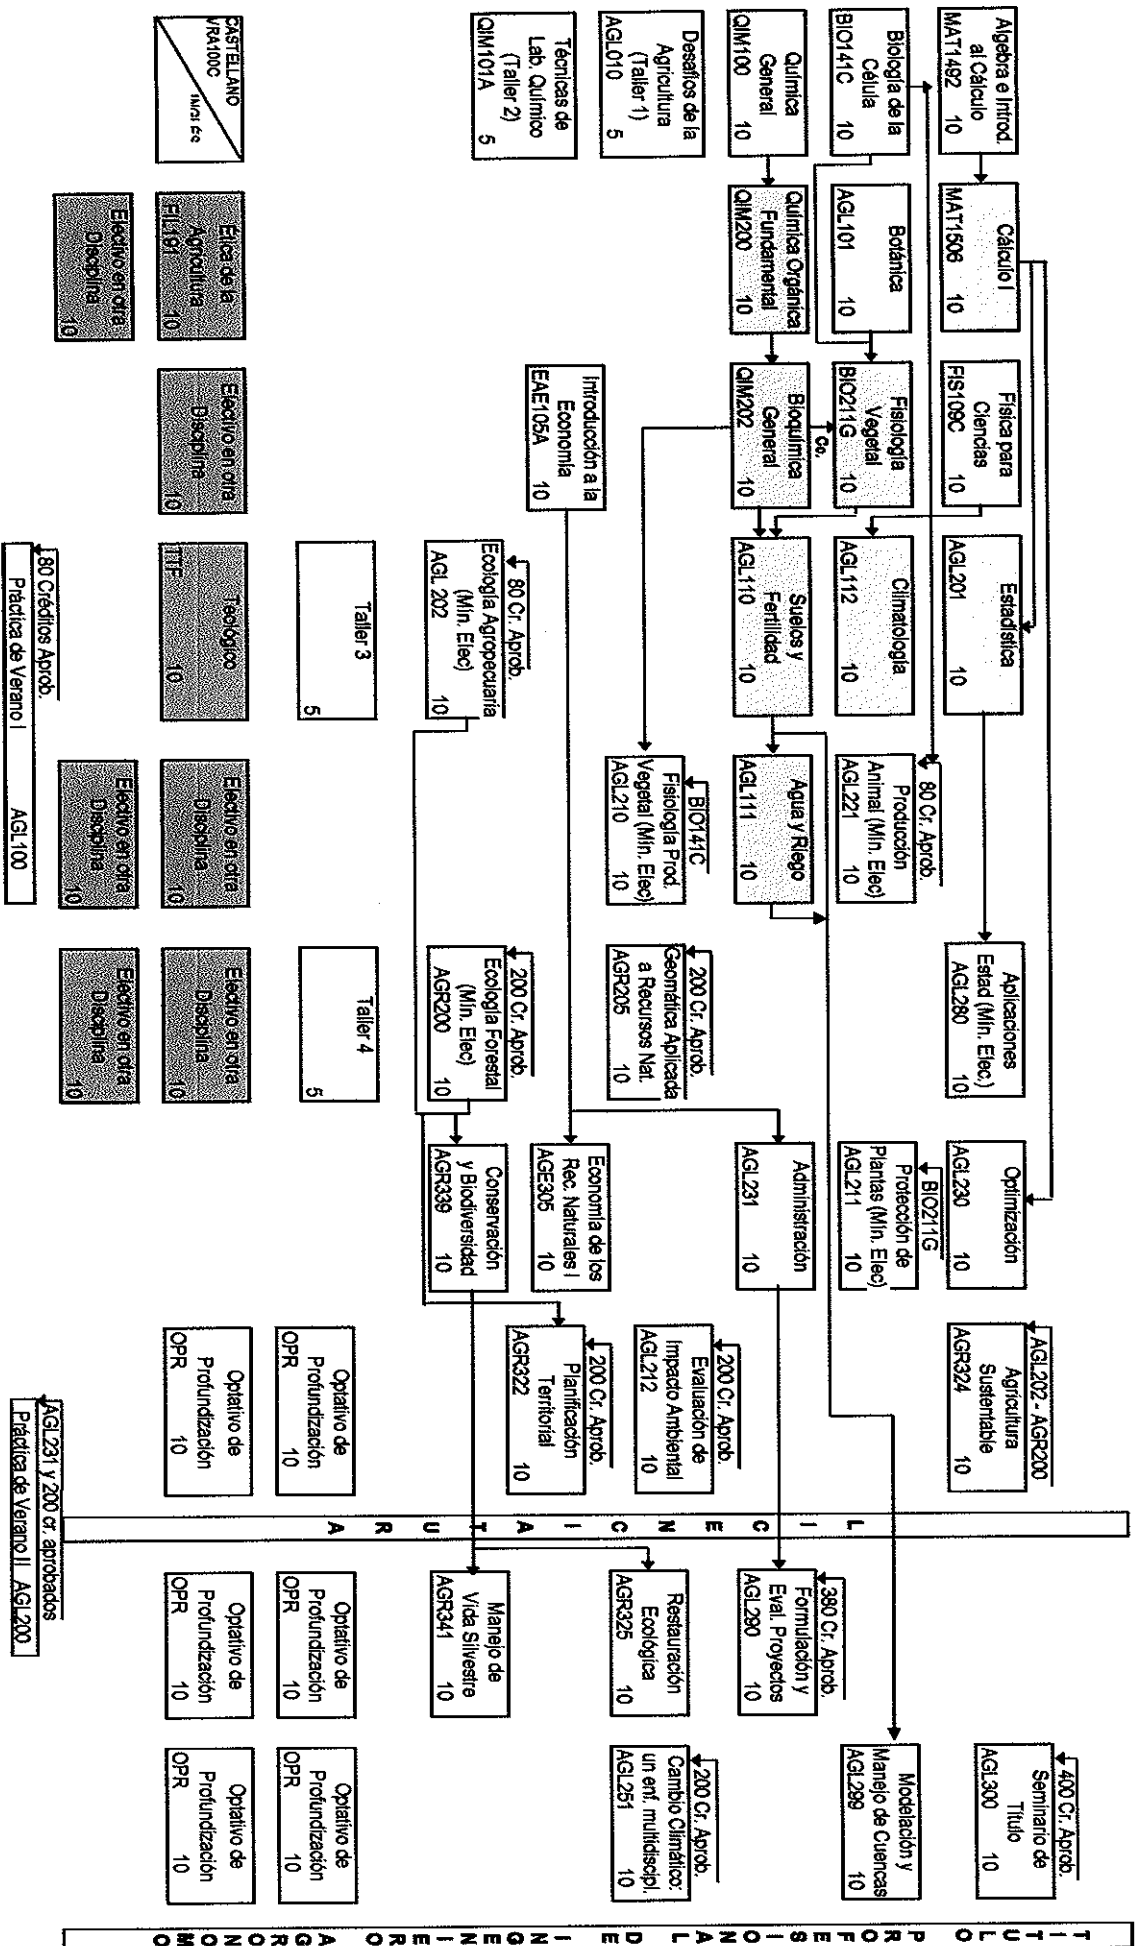 Algebra e Introd.
al Cálculo
MAT1492 10
Biología de la
Célula
BIO141C 10
Química
General
QIM100 10
Desafíos de la
Agricultura
(Taller 1)
AGL010 5
Técnicas de
Lab. Químico
(Taller 2)
QIM101A 5
CASTELLANO
VRA100C
Cálculo I
MAT1506 10
Botánica
AGL101 10
Química Orgánica
Fundamental
QIM200 10
Ética de la
Agricultura
FIL191 10
Electivo en otra
Disciplina
10
Física para
Ciencias
FIS109C 10
Fisiología
Vegetal
BIO211G 10
Co.
Bioquímica
General
QIM202 10
Introducción a la
Economía
EAE105A 10
Electivo en otra
Disciplina
10
Estadística
AGL201 10
Climatología
AGL112 10
Suelos y
Fertilidad
AGL110 10
80 Cr. Aprob.
Ecología Agropecuaria
(Mín. Elec)
AGL 202 10
Taller 3
5
Teológico
TTF 10
80 Créditos Aprob.
Práctica de Verano I AGL100
80 Cr. Aprob.
Producción
Animal (Mín. Elec)
AGL221 10
Agua y Riego
AGL111 10
BIO141C
Fisiología Prod.
Vegetal (Mín. Elec)
AGL210 10
Electivo en otra
Disciplina
10
Electivo en otra
Disciplina
10
Aplicaciones
Estad (Mín. Elec.)
AGL280 10
200 Cr. Aprob.
Geomática Aplicada
a Recursos Nat.
AGR205 10
200 Cr. Aprob.
Ecología Forestal
(Mín. Elec)
AGR200 10
Taller 4
5
Electivo en otra
Disciplina
10
Electivo en otra
Disciplina
10
Optimización
AGL230 10
BIO211G
Protección de
Plantas (Mín. Elec)
AGL211 10
Administración
AGL231 10
Economía de los
Rec. Naturales I
AGE305 10
Conservación
y Biodiversidad
AGR339 10
AGL202 - AGR200
Agricultura
Sustentable
AGR324 10
200 Cr. Aprob.
Evaluación de
Impacto Ambiental
AGL212 10
200 Cr. Aprob.
Planificación
Territorial
AGR322 10
Optativo de
Profundización
OPR 10
Optativo de
Profundización
OPR 10
AGL231 y 200 cr. aprobados
Práctica de Verano II AGL200
LICENCIATURA
380 Cr. Aprob.
Formulación y
Eval. Proyectos
AGL290 10
Restauración
Ecológica
AGR325 10
Manejo de
Vida Silvestre
AGR341 10
Optativo de
Profundización
OPR 10
Optativo de
Profundización
OPR 10
400 Cr. Aprob.
Seminario de
Título
AGL300 10
Modelación y
Manejo de Cuencas
AGL299 10
200 Cr. Aprob.
Cambio Climático:
un enf. multidiscipl.
AGL251 10
Optativo de
Profundización
OPR 10
Optativo de
Profundización
OPR 10
TITULO
PROFESIONAL DE INGENIERO AGRONOMO